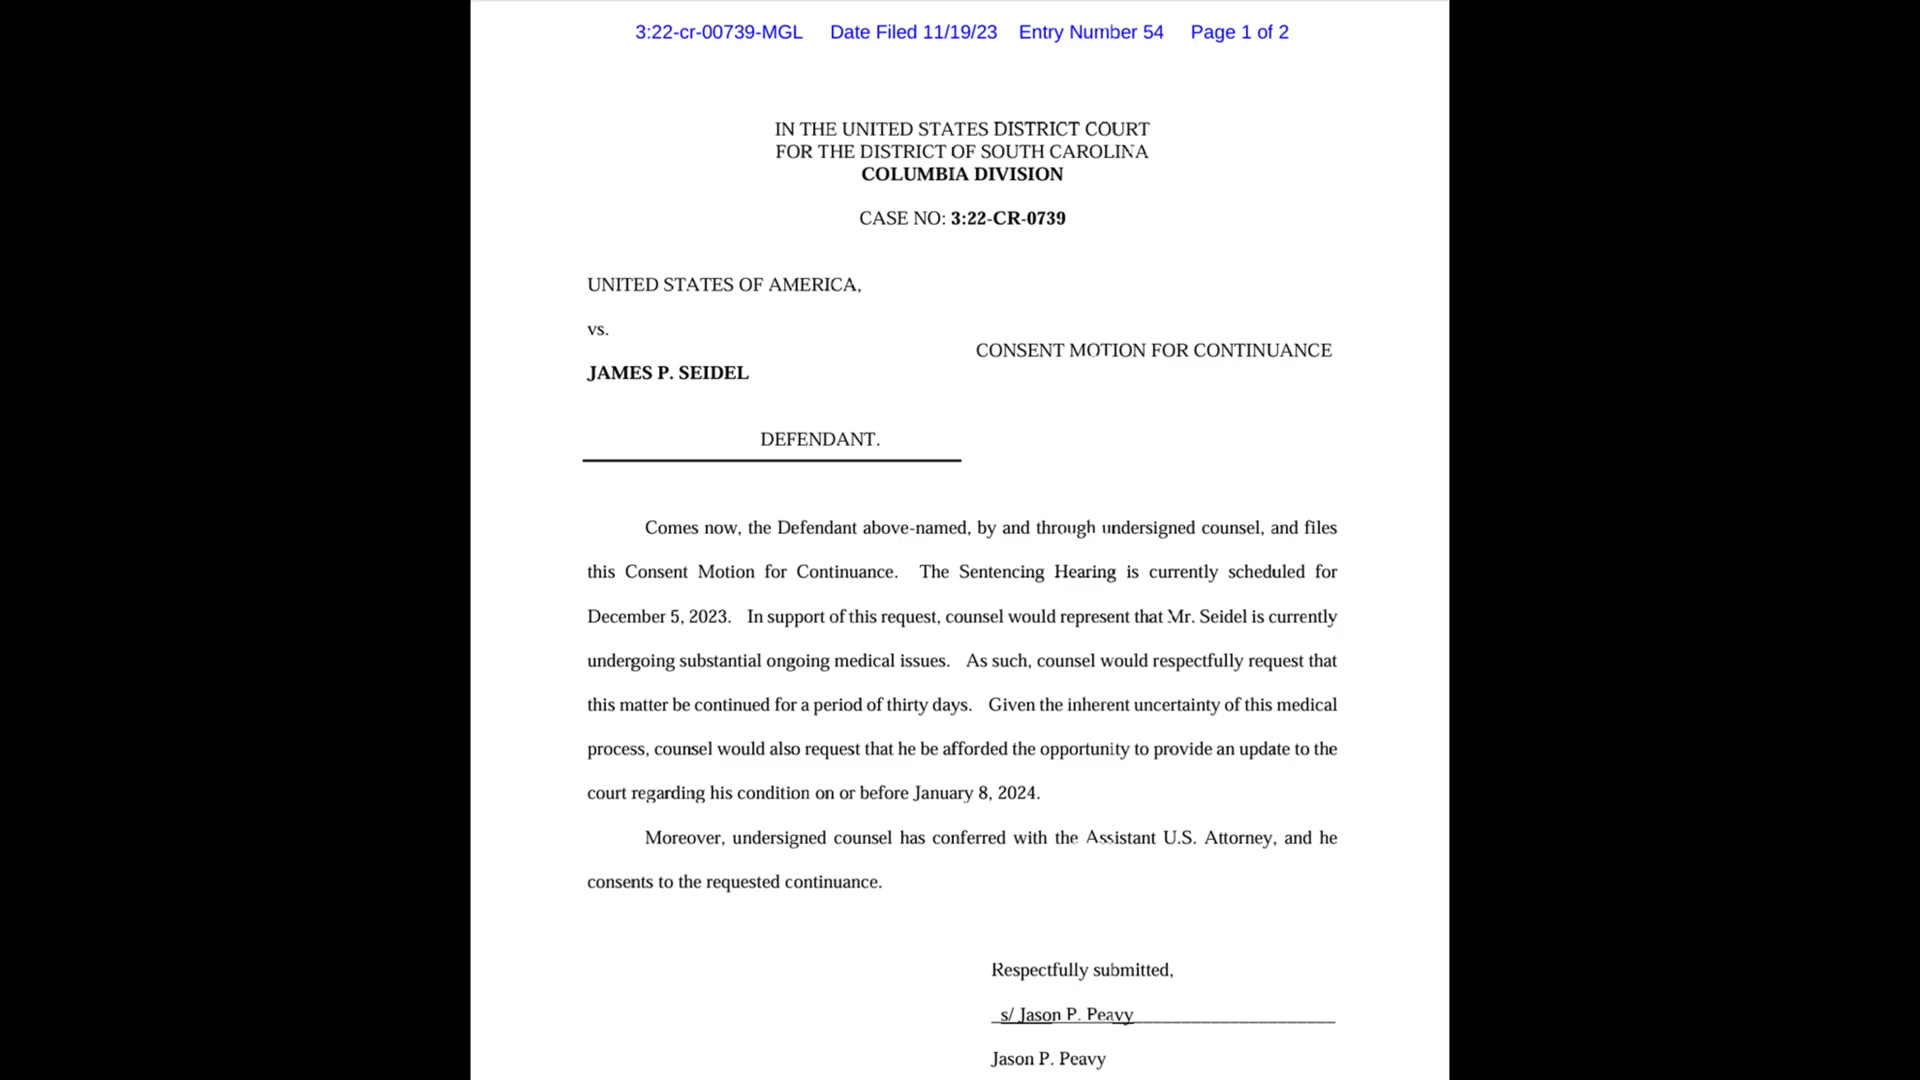 3:22-cr-00739-MGL Date Filed 11/19/23 Entry Number 54 Page 1 of 2
IN THE UNITED STATES DISTRICT COURT
FOR THE DISTRICT OF SOUTH CAROLINA
COLUMBIA DIVISION
CASE NO: 3:22-CR-0739
UNITED STATES OF AMERICA,
vs.
CONSENT MOTION FOR CONTINUANCE
JAMES P. SEIDEL
DEFENDANT.
Comes now, the Defendant above-named, by and through undersigned counsel, and files
this Consent Motion for Continuance. The Sentencing Hearing is currently scheduled for
December 5, 2023. In support of this request, counsel would represent that Mr. Seidel is currently
undergoing substantial ongoing medical issues. As such, counsel would respectfully request that
this matter be continued for a period of thirty days. Given the inherent uncertainty of this medical
process, counsel would also request that he be afforded the opportunity to provide an update to the
court regarding his condition on or before January 8, 2024.
Moreover, undersigned counsel has conferred with the Assistant U.S. Attorney, and he
consents to the requested continuance.
Respectfully submitted,
s/ Jason P. Peavy
Jason P. Peavy